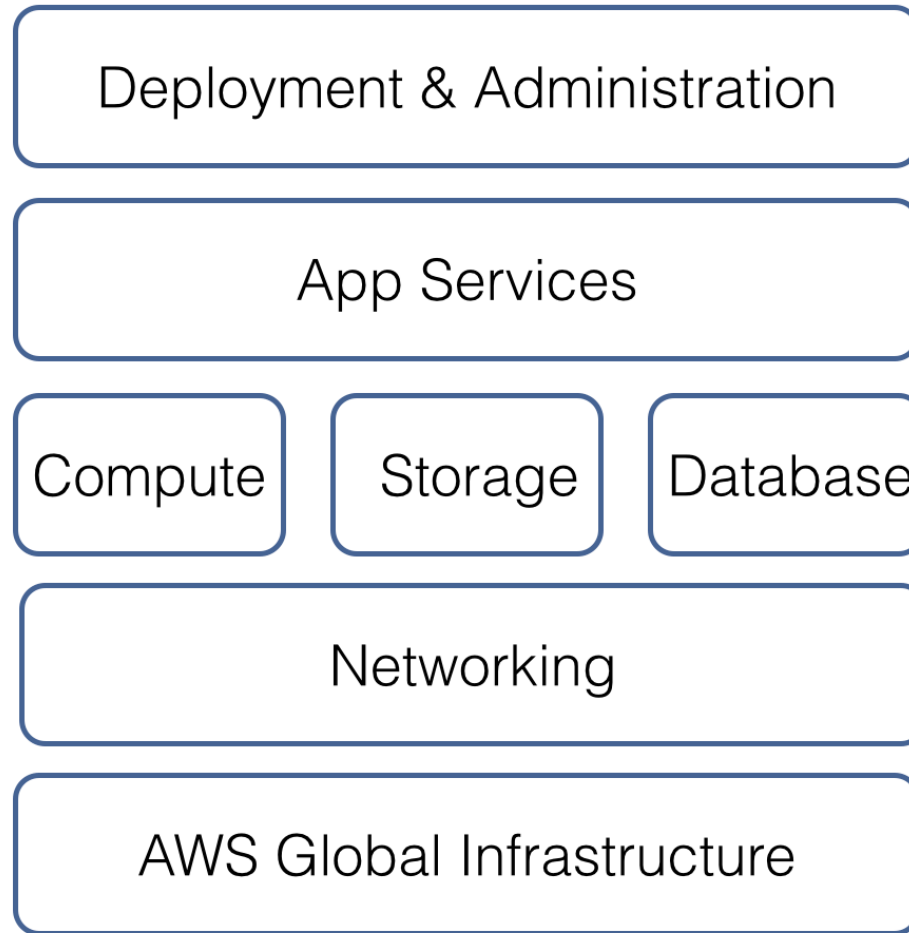 Deployment & Administration
App Services
Compute
Storage
Database
Networking
AWS Global Infrastructure